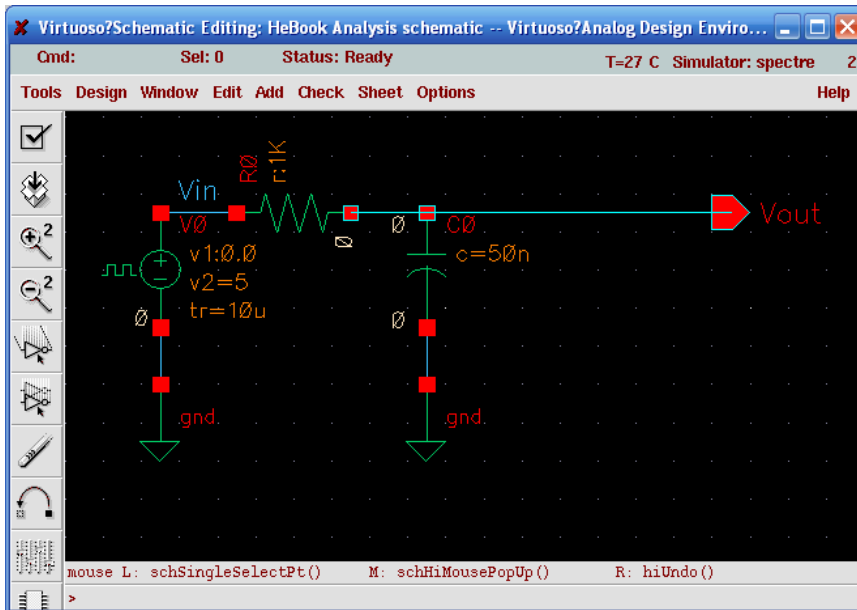 Virtuoso?Schematic Editing: HeBook Analysis schematic -- Virtuoso?Analog Design Enviro...
Cmd: Sel: 0 Status: Ready T=27 C Simulator: spectre 2
Tools Design Window Edit Add Check Sheet Options Help
R0
r:1K
Vin
V0
v1:0.0
v2=5
tr=10u
0
0
0
C0
c=50n
0
Vout
gnd
gnd
2
2
mouse L: schSingleSelectPt() M: schHiMousePopUp() R: hiUndo()
>